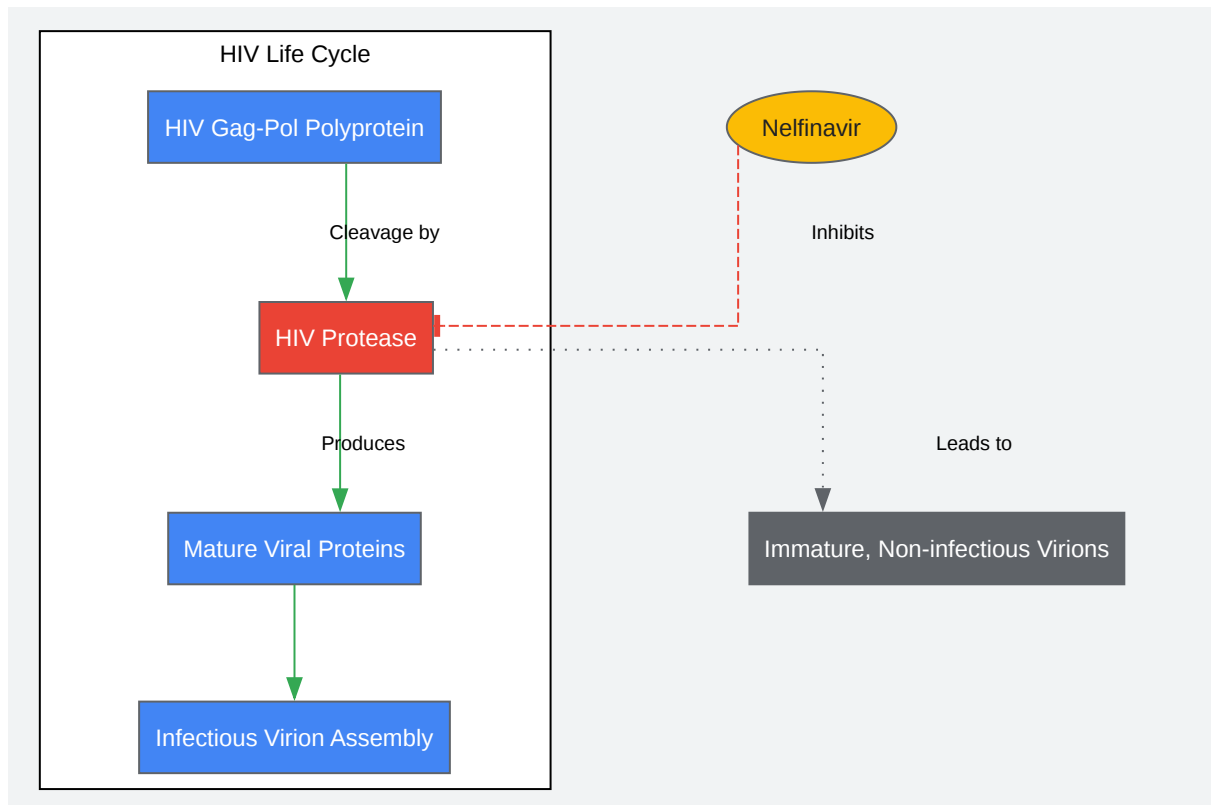 HIV Life Cycle
HIV Gag-Pol Polyprotein
Nelfinavir
Cleavage by
Inhibits
HIV Protease
Produces
Leads to
Mature Viral Proteins
Immature, Non-infectious Virions
Infectious Virion Assembly